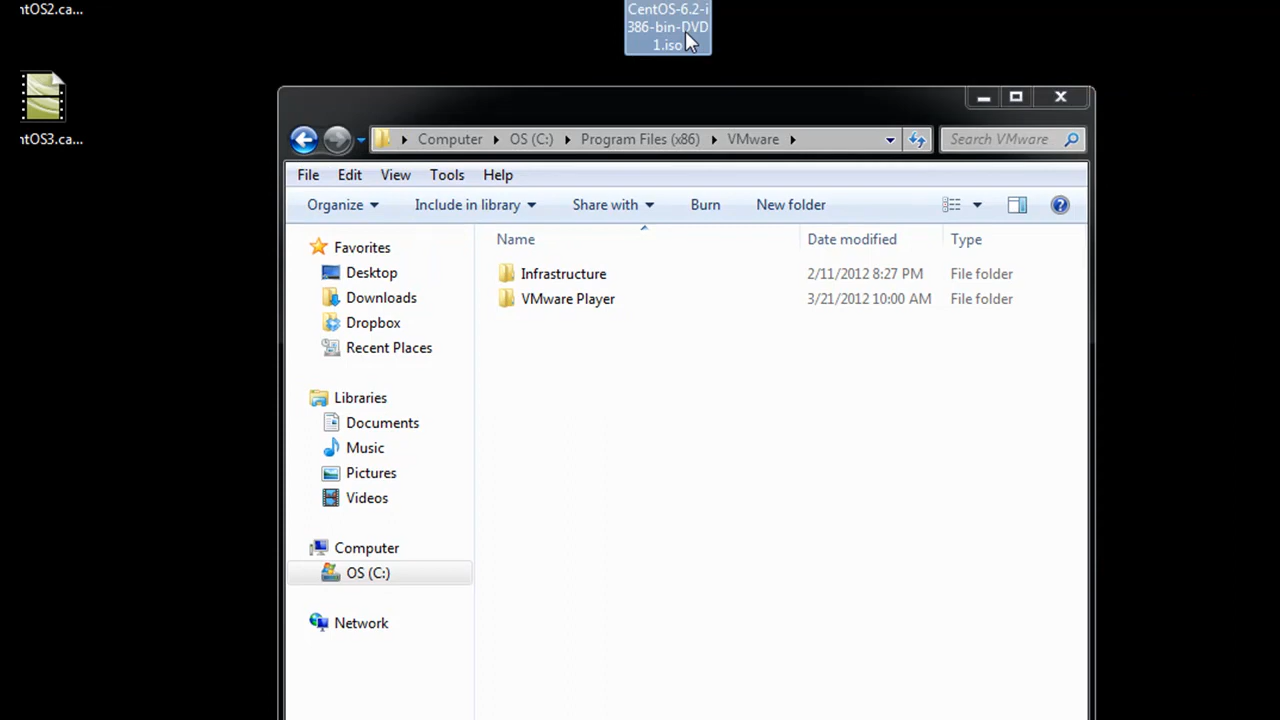 ntOS2.ca...
CentOS-6.2-i
386-bin-DVD
1.iso
ntOS3.ca...
Computer OS (C:) Program Files (x86) VMware Search VMware
File Edit View Tools Help
Organize Include in library Share with Burn New folder
Name Date modified Type
Favorites
Desktop
Downloads
Dropbox
Recent Places
Libraries
Documents
Music
Pictures
Videos
Computer
OS (C:)
Network
Infrastructure 2/11/2012 8:27 PM File folder
VMware Player 3/21/2012 10:00 AM File folder